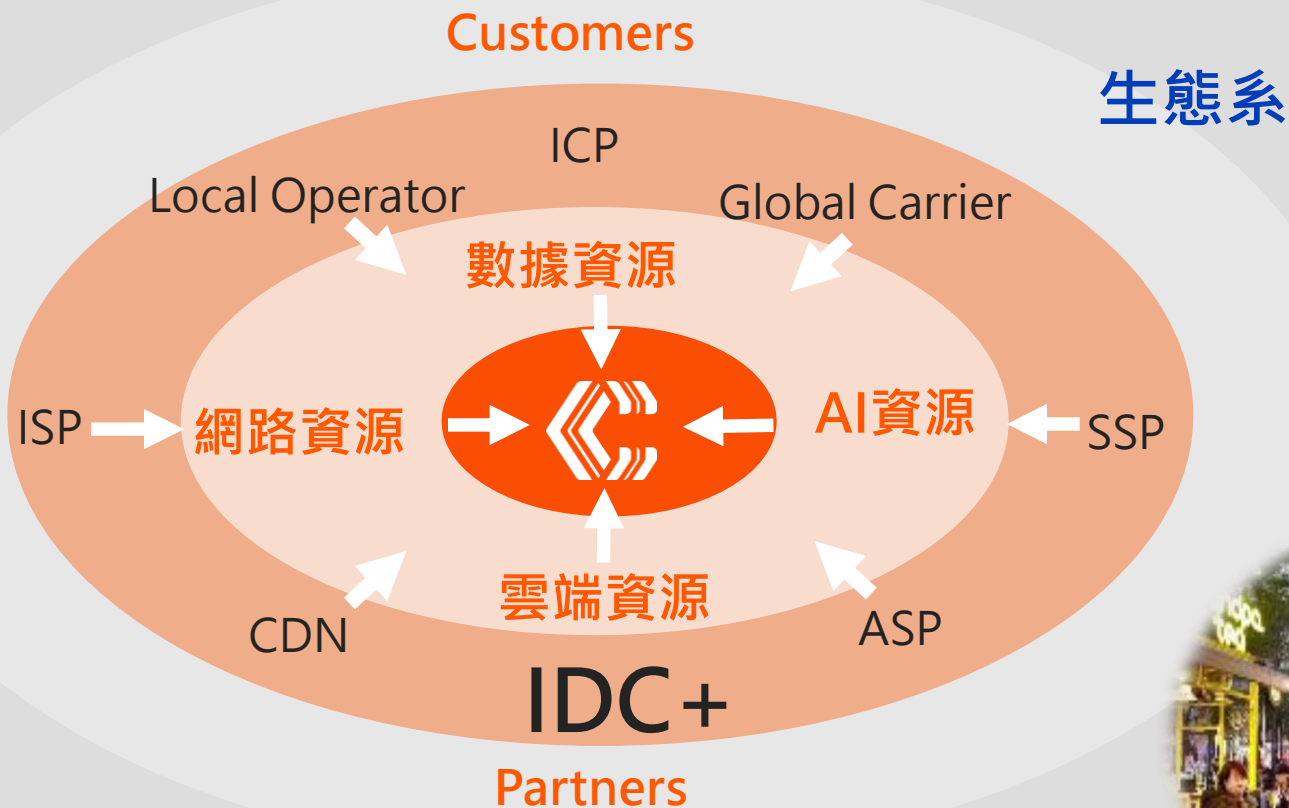 Customers
生態系
ICP
Local Operator
Global Carrier
數據資源
ISP
網路資源
AI資源
SSP
雲端資源
CDN
ASP
IDC+
Partners